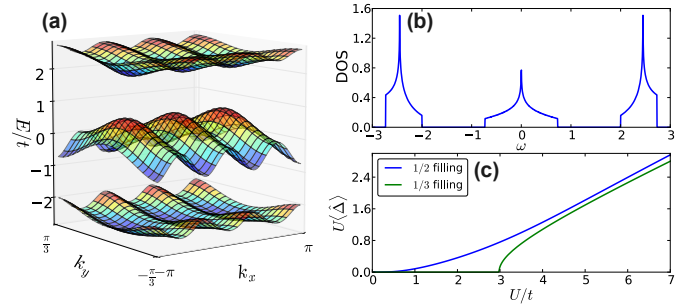 (a)
2
1
0
−1
−2
E/t
π/3
k_y
−π/3
−π
k_x
π
(b)
1.6
1.2
0.8
0.4
0.0
DOS
−3 −2 −1 0 1 2 3
ω
(c)
1/2 filling
1/3 filling
2.4
1.6
0.8
0.0
U⟨Δ̂⟩
0 1 2 3 4 5 6 7
U/t